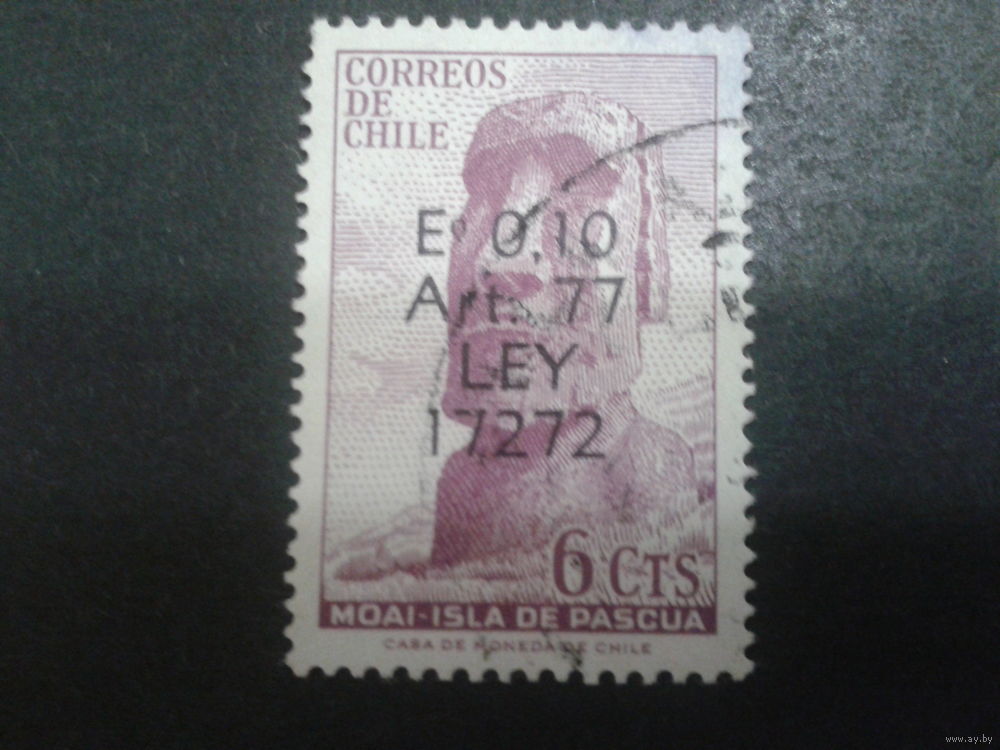 CORREOS
DE
CHILE
Eº 0.10
Art. 77
LEY
17272
6 CTS
MOAI-ISLA DE PASCUA
CASA DE MONEDA DE CHILE
www.ay.by